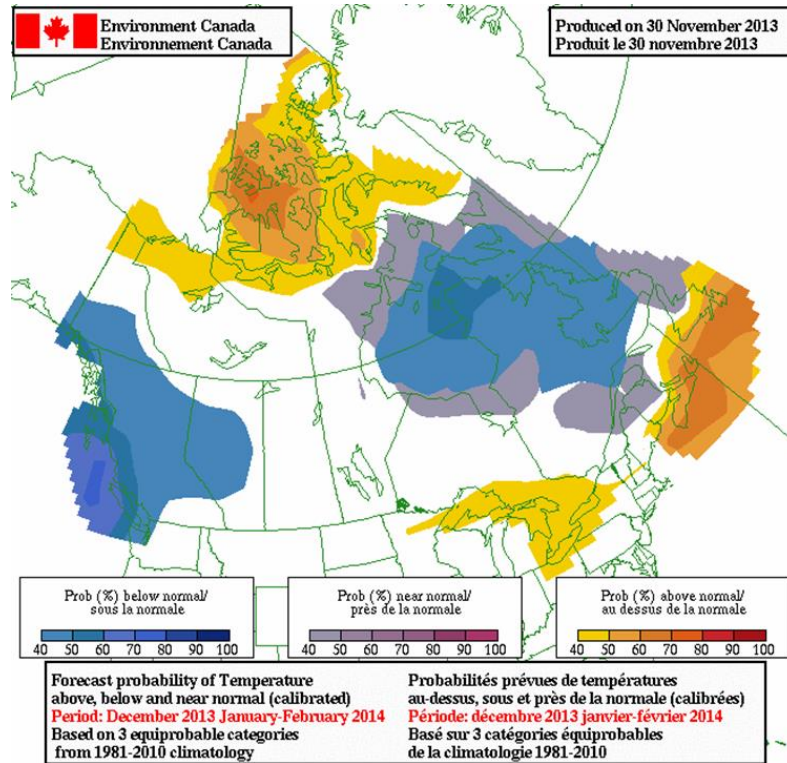 Environment Canada
Environnement Canada
Produced on 30 November 2013
Produit le 30 novembre 2013
Prob (%) below normal/
sous la normale
40 50 60 70 80 90 100
Prob (%) near normal/
près de la normale
40 50 60 70 80 90 100
Prob (%) above normal/
au dessus de la normale
40 50 60 70 80 90 100
Forecast probability of Temperature
above, below and near normal (calibrated)
Period: December 2013 January-February 2014
Based on 3 equiprobable categories
from 1981-2010 climatology
Probabilités prévues de températures
au-dessus, sous et près de la normale (calibrées)
Période: décembre 2013 janvier-février 2014
Basé sur 3 catégories équiprobables
de la climatologie 1981-2010